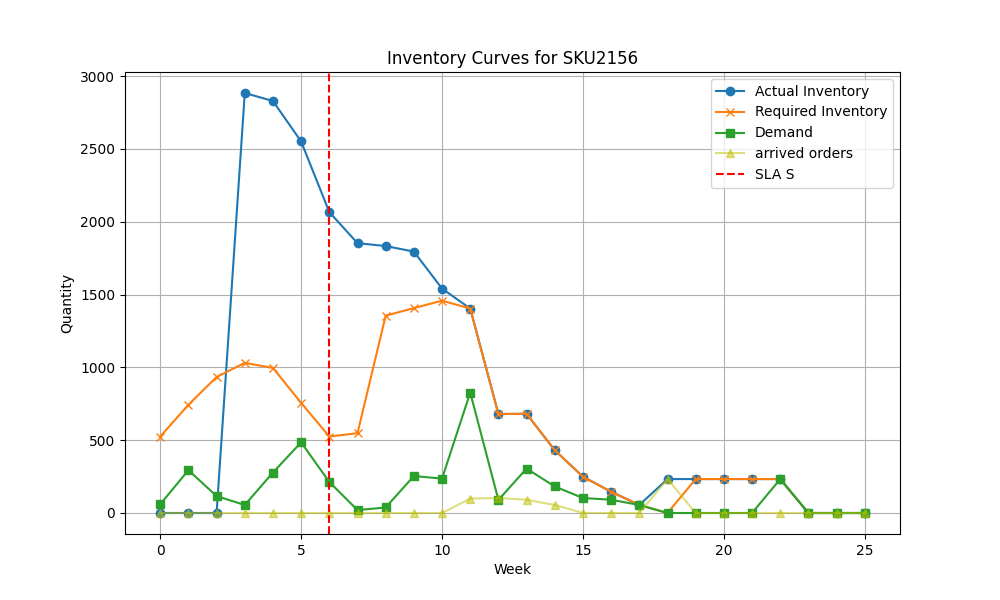 Inventory Curves for SKU2156
3000
2500
2000
1500
1000
500
0
Quantity
Actual Inventory
Required Inventory
Demand
arrived orders
SLA S
0 5 10 15 20 25
Week